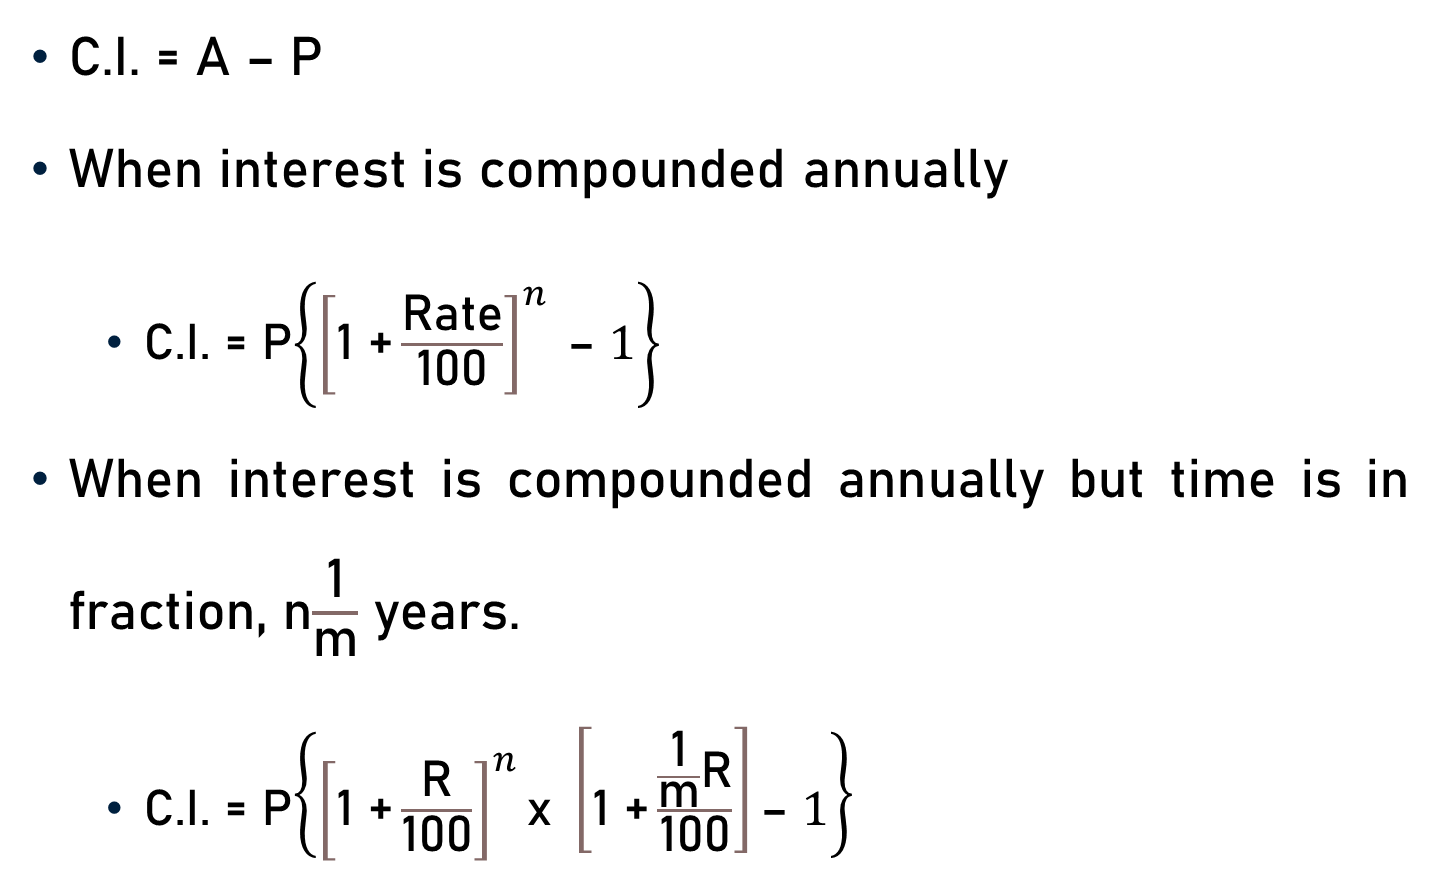 • C.I. = A – P
• When interest is compounded annually
• C.I. = P{[1 + Rate/100]^n – 1}
• When interest is compounded annually but time is in
fraction, n 1/m years.
• C.I. = P{[1 + R/100]^n x [1 + (1/m R)/100] – 1}